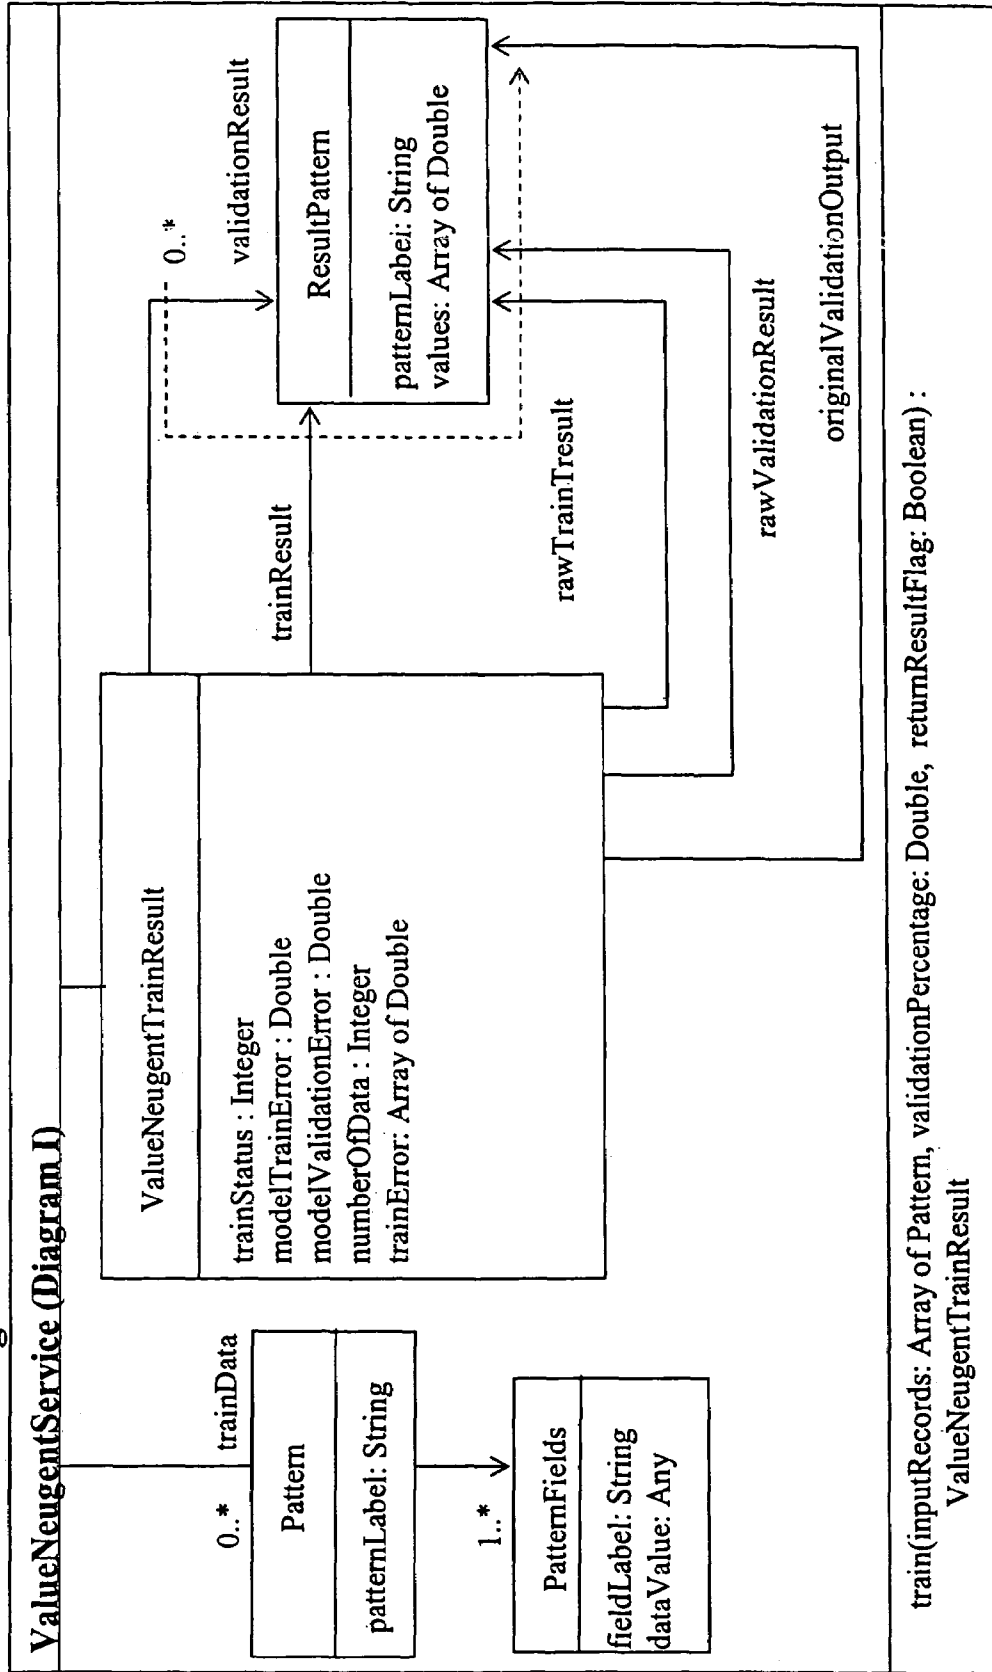 ValueNeugentService (Diagram I)
0..*
trainData
Pattern
patternLabel: String
1..*
PatternFields
fieldLabel: String
dataValue: Any
ValueNeugentTrainResult
trainStatus : Integer
modelTrainError : Double
modelValidationError : Double
numberOfData : Integer
trainError: Array of Double
trainResult
0..*
validationResult
ResultPattern
patternLabel: String
values: Array of Double
rawTrainTresult
rawValidationResult
originalValidationOutput
train(inputRecords: Array of Pattern, validationPercentage: Double, returnResultFlag: Boolean) :
ValueNeugentTrainResult